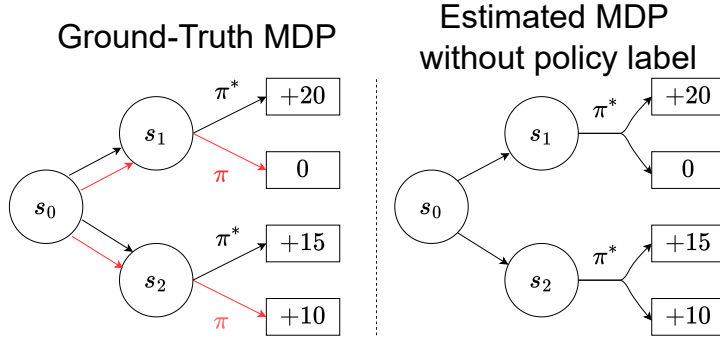 Ground-Truth MDP
s₀
s₁
s₂
π*
π
π*
π
+20
0
+15
+10
Estimated MDP
without policy label
s₀
s₁
s₂
π*
π*
+20
0
+15
+10